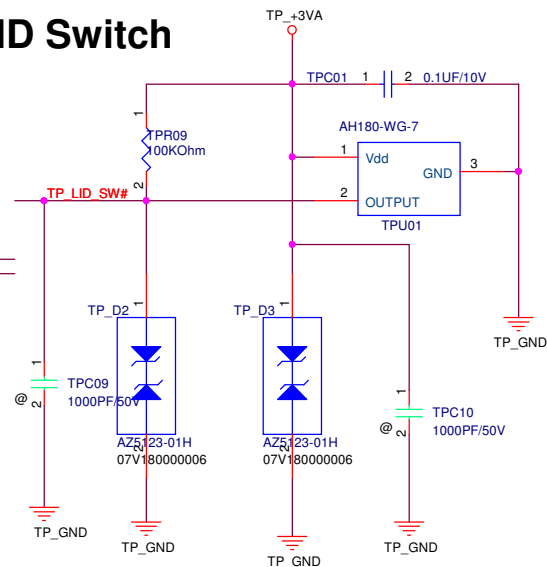 ID Switch
TP_+3VA
TPC01
1
2
0.1UF/10V
AH180-WG-7
1
TPR09
100KOhm
2
1
Vdd
GND
3
2
OUTPUT
TPU01
TP_LID_SW#
TP_GND
TP_D2
1
TP_D3
1
1
TPC09
1000PF/50V
@
2
1
TPC10
1000PF/50V
@
2
AZ5123-01H
2
07V180000006
AZ5123-01H
2
07V180000006
TP_GND
TP_GND
TP_GND
TP_GND